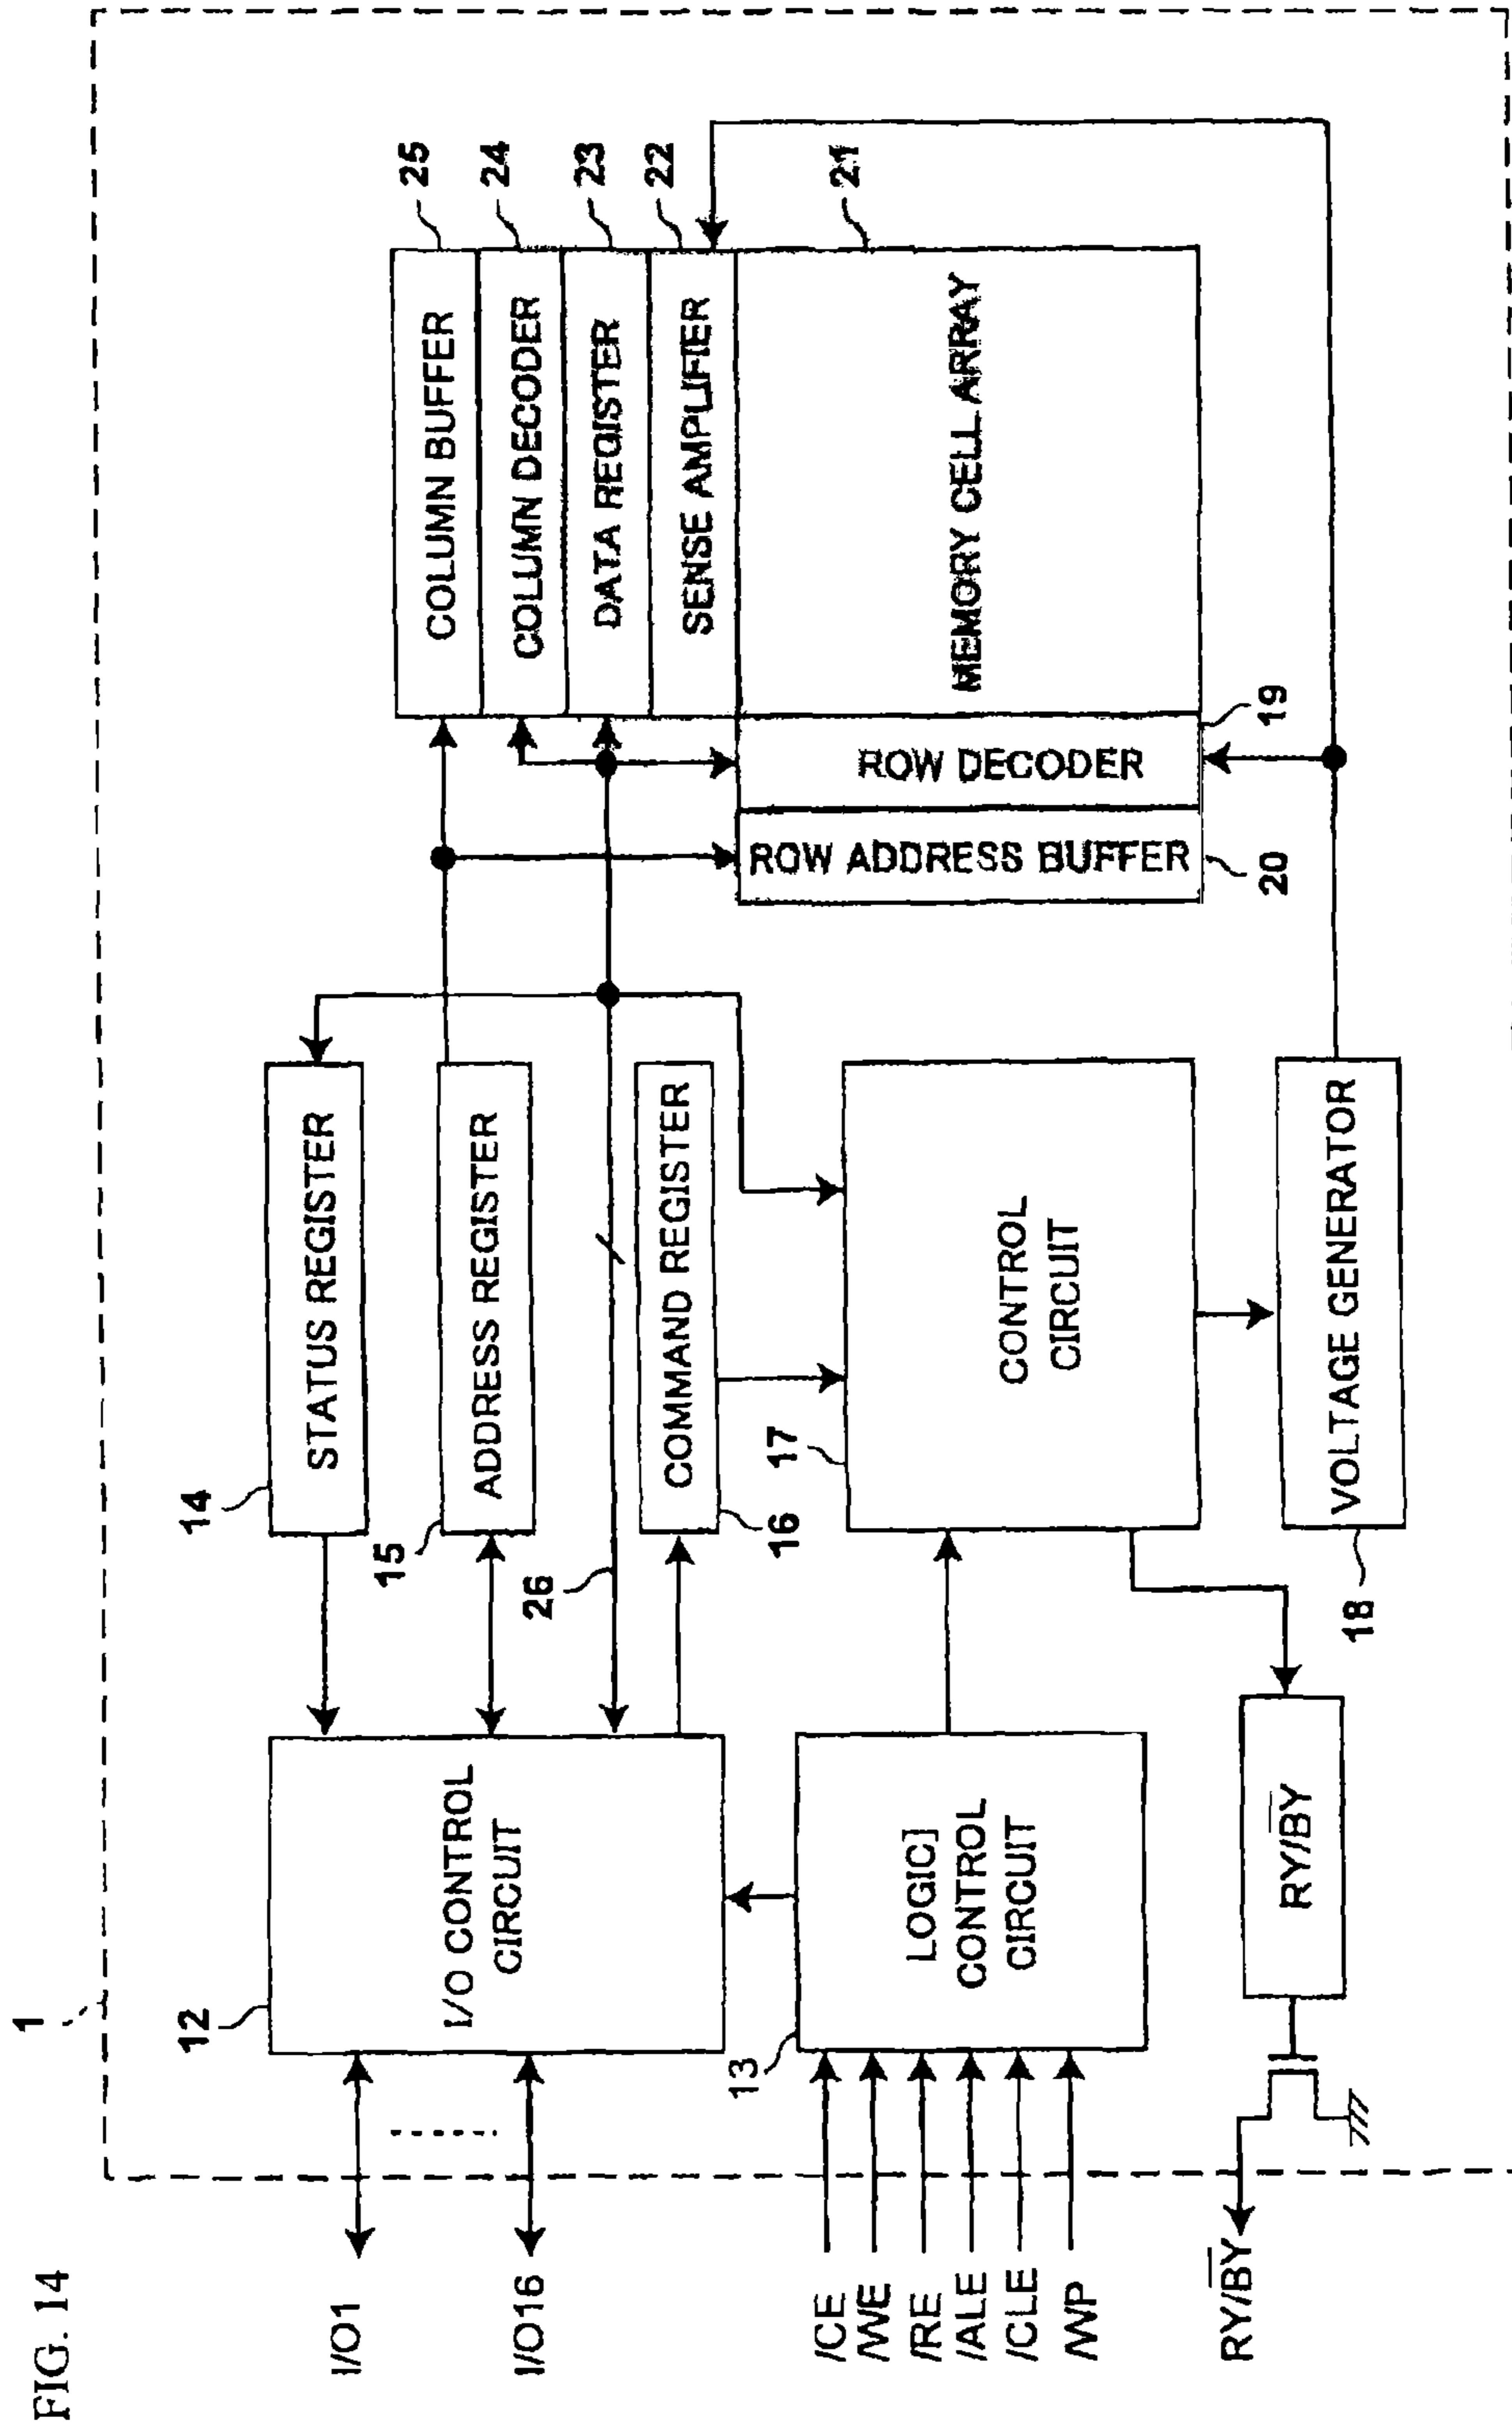 FIG. 14
1
I/O1
I/O16
/CE
/WE
/RE
/ALE
/CLE
/WP
RY/B̅Y̅
12
I/O CONTROL
CIRCUIT
13
LOGIC]
CONTROL
CIRCUIT
RY/B̅Y̅
14
STATUS REGISTER
15
ADDRESS REGISTER
26
16
COMMAND REGISTER
17
CONTROL
CIRCUIT
18
VOLTAGE GENERATOR
COLUMN BUFFER
25
COLUMN DECODER
24
DATA REGISTER
23
SENSE AMPLIFIER
22
MEMORY CELL ARRAY
21
ROW DECODER
19
ROW ADDRESS BUFFER
20